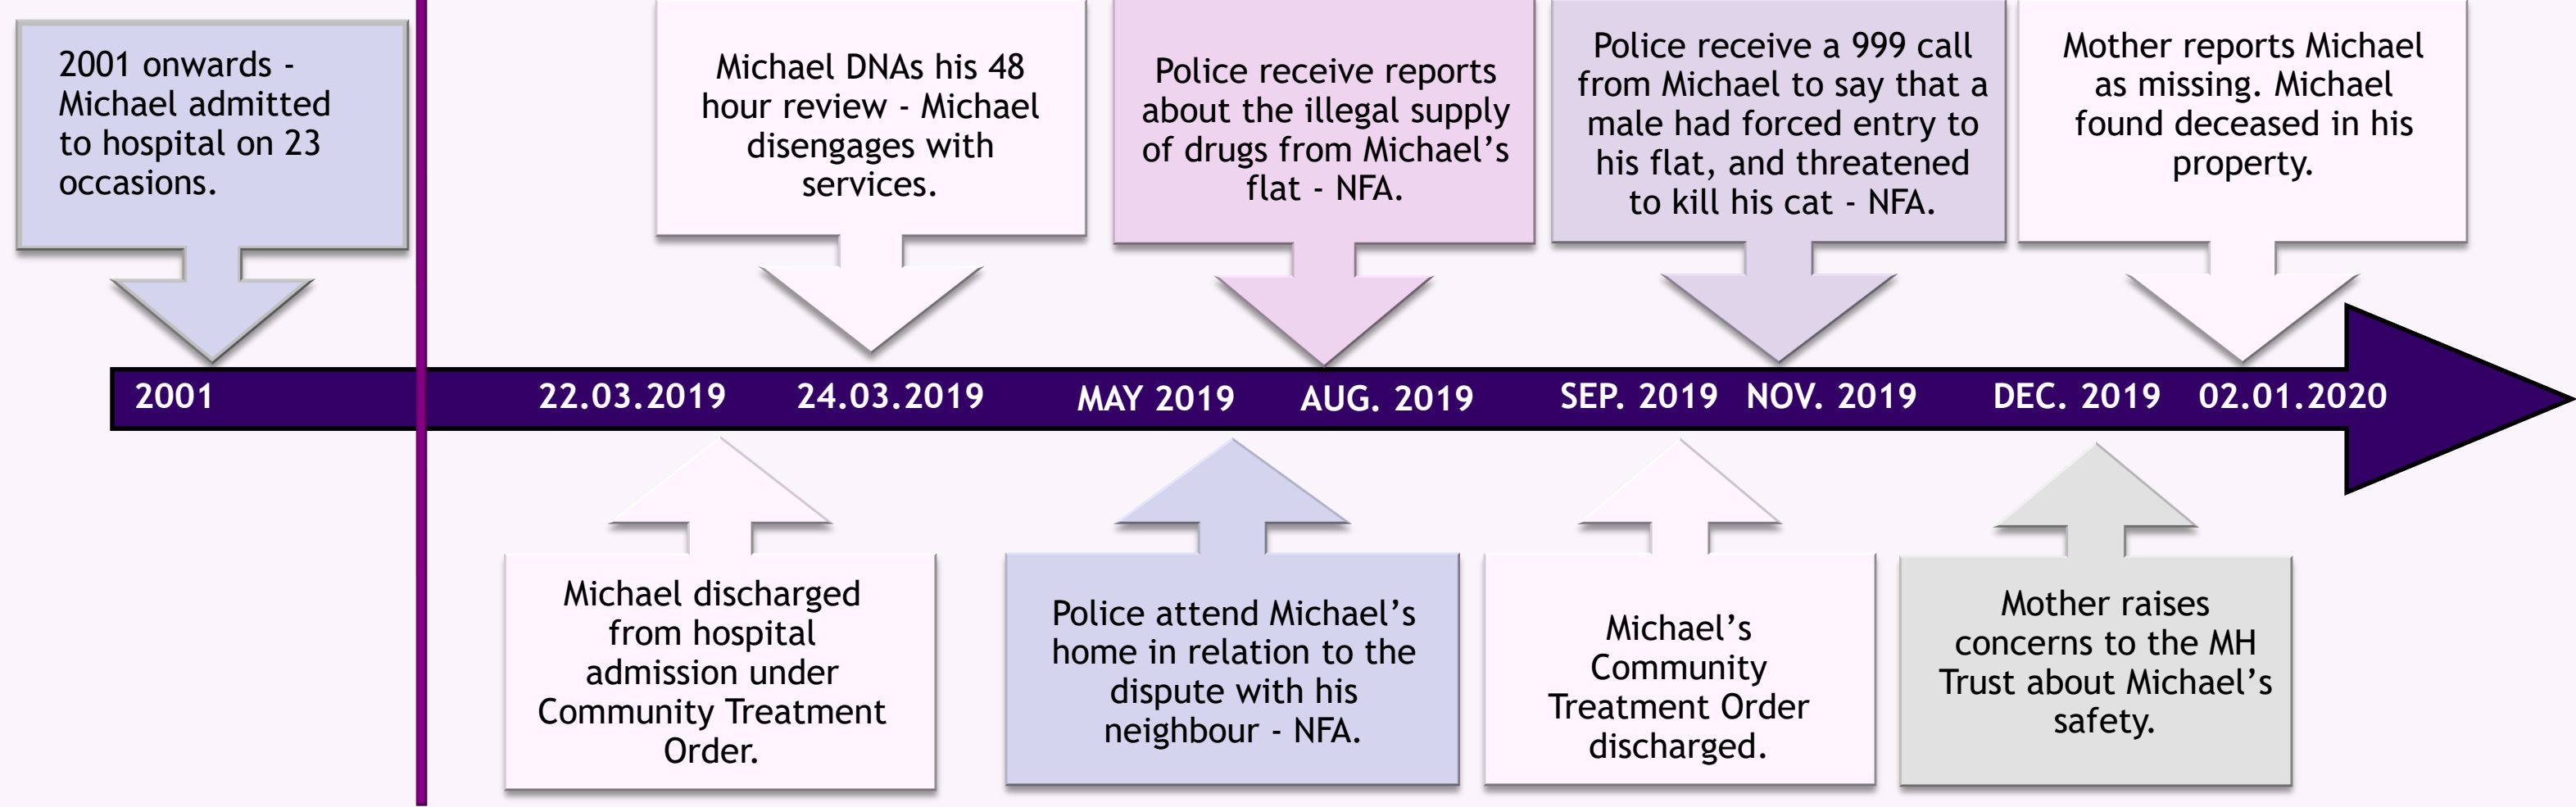 2001 onwards -
Michael admitted
to hospital on 23
occasions.
Michael DNAs his 48
hour review - Michael
disengages with
services.
Police receive reports
about the illegal supply
of drugs from Michael’s
flat - NFA.
Police receive a 999 call
from Michael to say that a
male had forced entry to
his flat, and threatened
to kill his cat - NFA.
Mother reports Michael
as missing. Michael
found deceased in his
property.
2001
22.03.2019
24.03.2019
MAY 2019
AUG. 2019
SEP. 2019
NOV. 2019
DEC. 2019
02.01.2020
Michael discharged
from hospital
admission under
Community Treatment
Order.
Police attend Michael’s
home in relation to the
dispute with his
neighbour - NFA.
Michael’s
Community
Treatment Order
discharged.
Mother raises
concerns to the MH
Trust about Michael’s
safety.